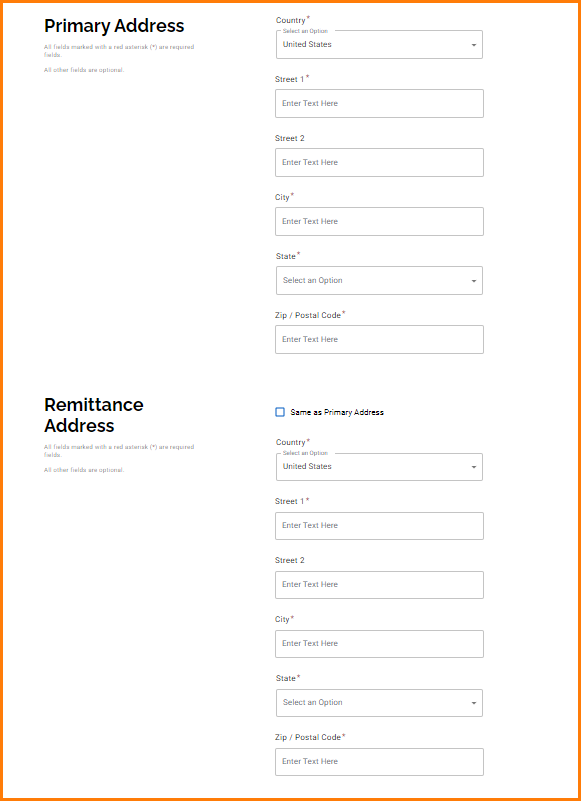 Primary Address
All fields marked with a red asterisk (*) are required
fields.
All other fields are optional.
Country*
Select an Option
United States
Street 1*
Enter Text Here
Street 2
Enter Text Here
City*
Enter Text Here
State*
Select an Option
Zip / Postal Code*
Enter Text Here
Remittance
Address
All fields marked with a red asterisk (*) are required
fields.
All other fields are optional.
Same as Primary Address
Country*
Select an Option
United States
Street 1*
Enter Text Here
Street 2
Enter Text Here
City*
Enter Text Here
State*
Select an Option
Zip / Postal Code*
Enter Text Here